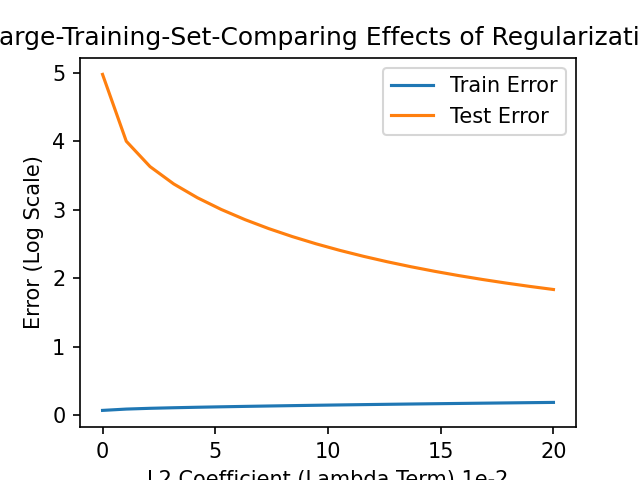 arge-Training-Set-Comparing Effects of Regularizati
Train Error
Test Error
Error (Log Scale)
5
4
3
2
1
0
0 5 10 15 20
L2 Coefficient (Lambda Term) 1e-2